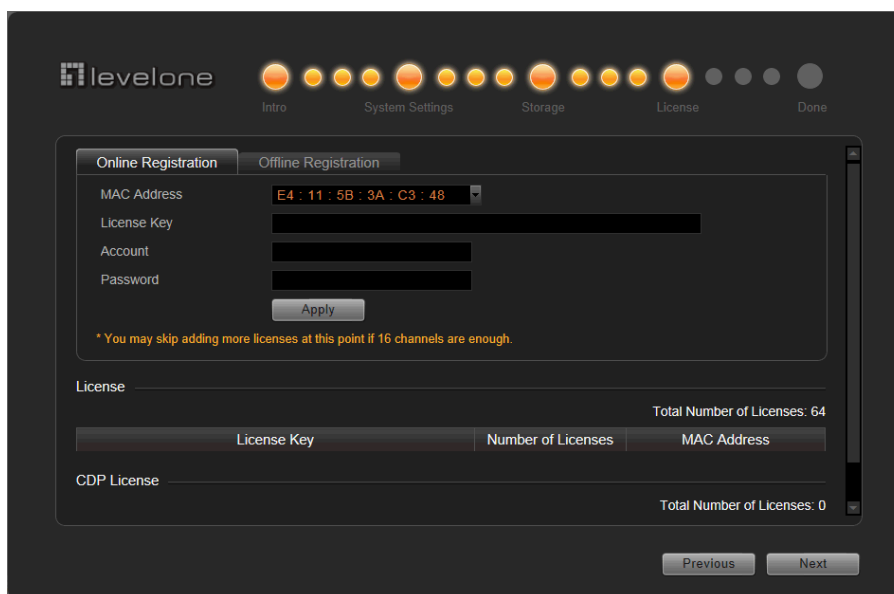 levelone
Intro System Settings Storage License Done
Online Registration Offline Registration
MAC Address E4 : 11 : 5B : 3A : C3 : 48
License Key
Account
Password
Apply
* You may skip adding more licenses at this point if 16 channels are enough.
License
Total Number of Licenses: 64
License Key Number of Licenses MAC Address
CDP License
Total Number of Licenses: 0
Previous Next